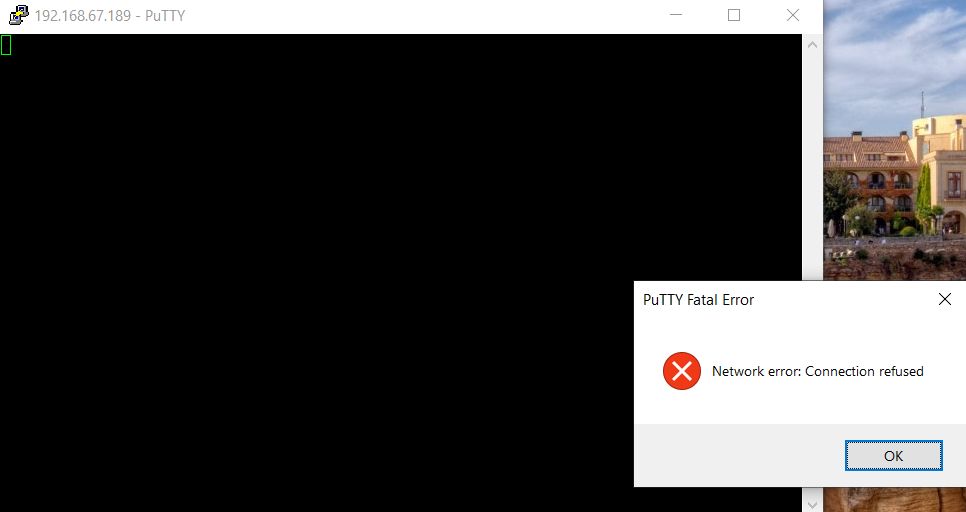 192.168.67.189 - PuTTY
PuTTY Fatal Error
Network error: Connection refused
OK